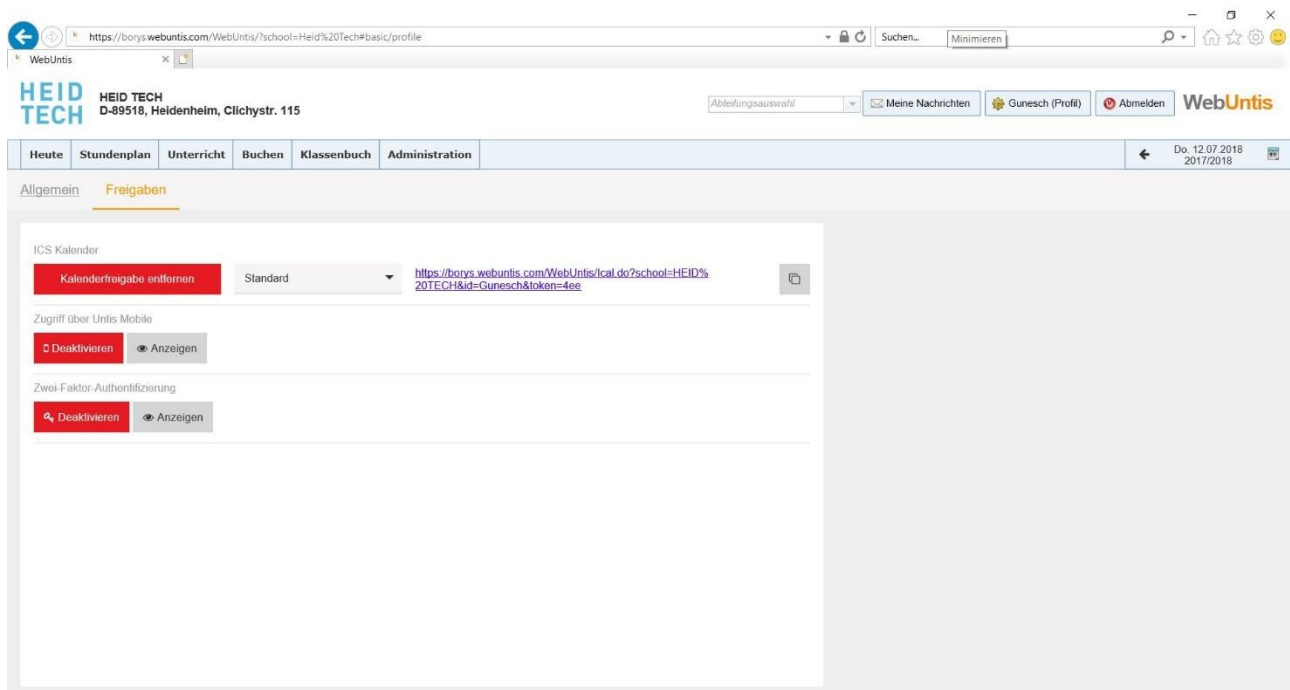 https://borys.webuntis.com/WebUntis/?school=Heid%20Tech#basic/profile
Suchen...
Minimieren
WebUntis
HEID
TECH
HEID TECH
D-89518, Heidenheim, Clichystr. 115
Abteilungsauswahl
Meine Nachrichten
Gunesch (Profil)
Abmelden
WebUntis
Heute Stundenplan Unterricht Buchen Klassenbuch Administration
Do. 12.07.2018
2017/2018
Allgemein Freigaben
ICS Kalender
Kalenderfreigabe entfernen
Standard
https://borys.webuntis.com/WebUntis/Ical.do?school=HEID%
20TECH&id=Gunesch&token=4ee
Zugriff über Untis Mobile
Deaktivieren Anzeigen
Zwei-Faktor-Authentifizierung
Deaktivieren Anzeigen